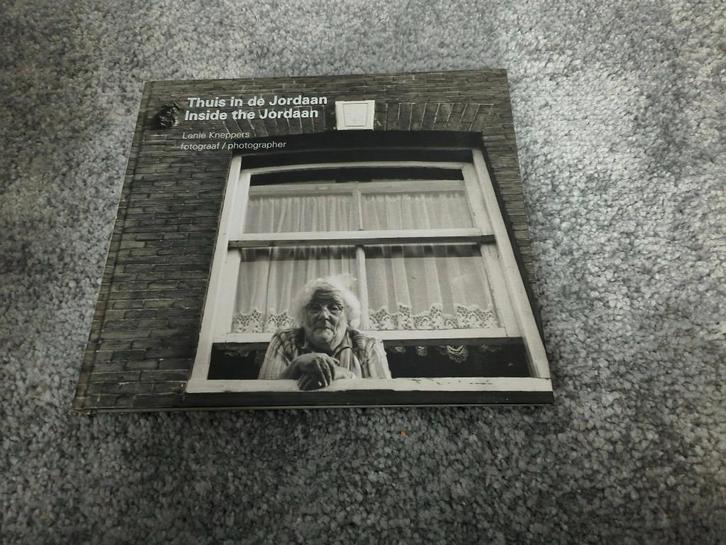 Thuis in de Jordaan
Inside the Jordaan
Lenie Kneppers
fotograaf / photographer